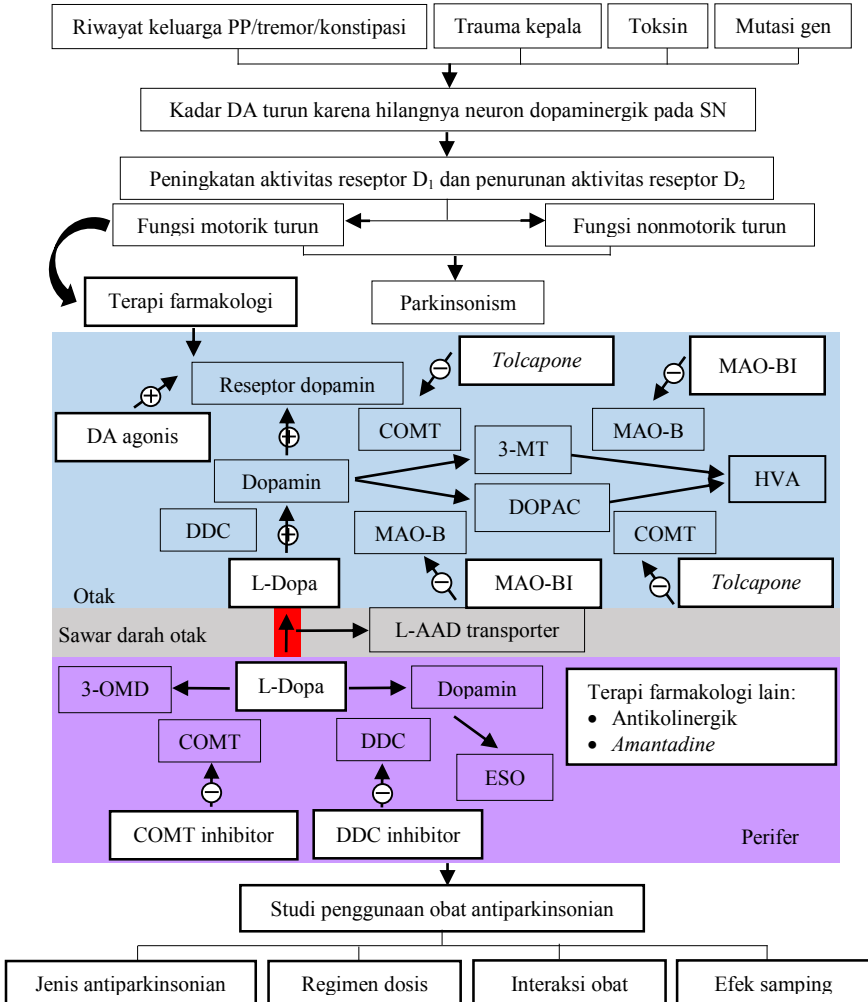 Riwayat keluarga PP/tremor/konstipasi
Trauma kepala
Toksin
Mutasi gen
Kadar DA turun karena hilangnya neuron dopaminergik pada SN
Peningkatan aktivitas reseptor D₁ dan penurunan aktivitas reseptor D₂
Fungsi motorik turun
Fungsi nonmotorik turun
Terapi farmakologi
Parkinsonism
Tolcapone
MAO-BI
Reseptor dopamin
DA agonis
COMT
MAO-B
3-MT
Dopamin
HVA
DOPAC
DDC
MAO-B
COMT
L-Dopa
MAO-BI
Tolcapone
Otak
Sawar darah otak
L-AAD transporter
3-OMD
L-Dopa
Dopamin
Terapi farmakologi lain:
• Antikolinergik
• Amantadine
COMT
DDC
ESO
COMT inhibitor
DDC inhibitor
Perifer
Studi penggunaan obat antiparkinsonian
Jenis antiparkinsonian
Regimen dosis
Interaksi obat
Efek samping